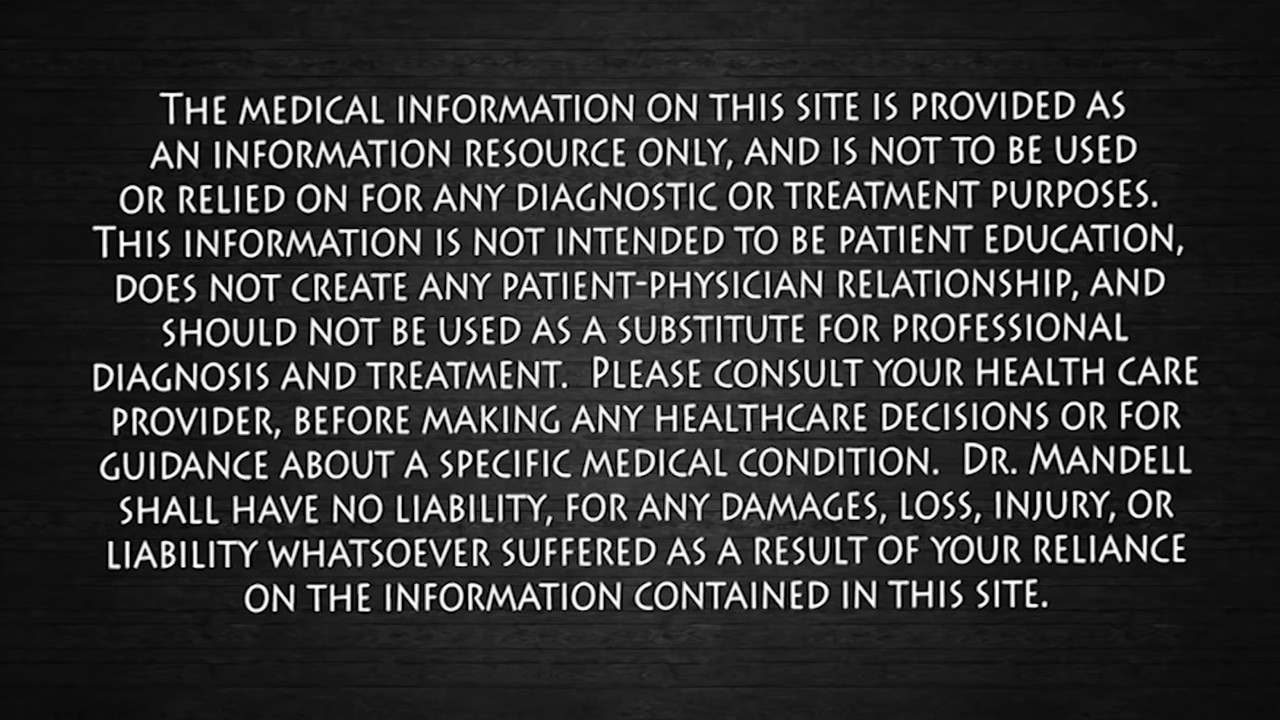 The medical information on this site is provided as
an information resource only, and is not to be used
or relied on for any diagnostic or treatment purposes.
This information is not intended to be patient education,
does not create any patient-physician relationship, and
should not be used as a substitute for professional
diagnosis and treatment.  Please consult your health care
provider, before making any healthcare decisions or for
guidance about a specific medical condition.  Dr. Mandell
shall have no liability, for any damages, loss, injury, or
liability whatsoever suffered as a result of your reliance
on the information contained in this site.